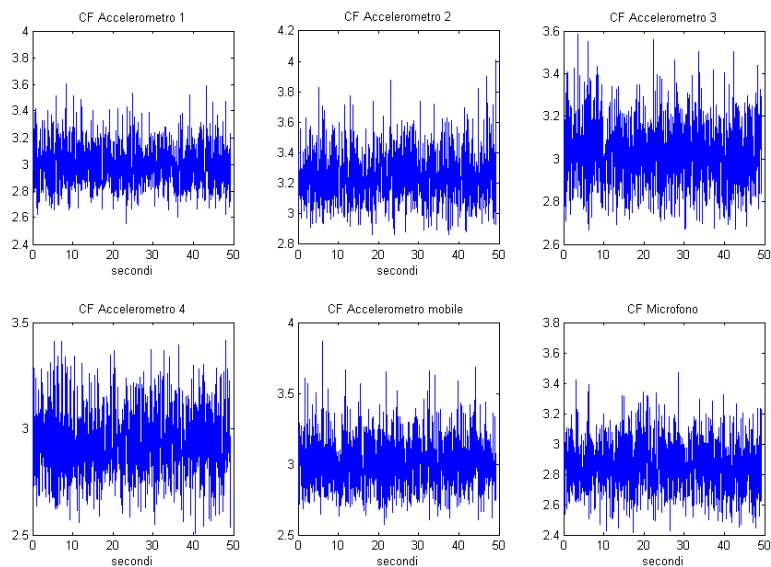 CF Accelerometro 1
4
3.8
3.6
3.4
3.2
3
2.8
2.6
2.4
0 10 20 30 40 50
secondi
CF Accelerometro 2
4.2
4
3.8
3.6
3.4
3.2
3
2.8
0 10 20 30 40 50
secondi
CF Accelerometro 3
3.6
3.4
3.2
3
2.8
2.6
0 10 20 30 40 50
secondi
CF Accelerometro 4
3.5
3
2.5
0 10 20 30 40 50
secondi
CF Accelerometro mobile
4
3.5
3
2.5
0 10 20 30 40 50
secondi
CF Microfono
3.8
3.6
3.4
3.2
3
2.8
2.6
2.4
0 10 20 30 40 50
secondi